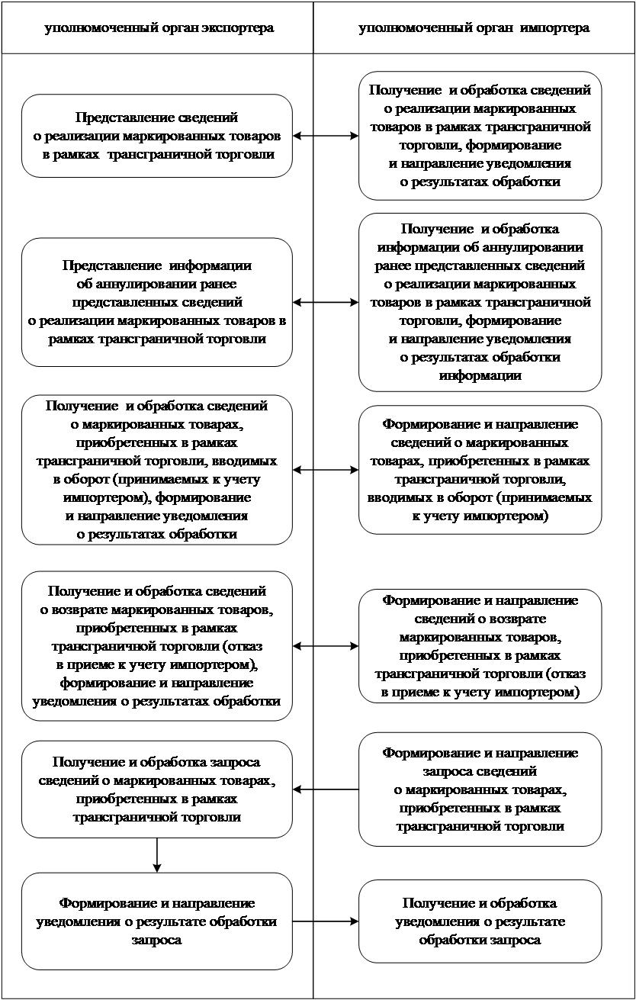 уполномоченный орган экспортера
уполномоченный орган импортера
Представление сведений
о реализации маркированных товаров
в рамках трансграничной торговли
Получение и обработка сведений
о реализации маркированных
товаров в рамках трансграничной
торговли, формирование
и направление уведомления
о результатах обработки
Представление информации
об аннулировании ранее
представленных сведений
о реализации маркированных товаров в
рамках трансграничной торговли
Получение и обработка
информации об аннулировании
ранее представленных сведений
о реализации маркированных
товаров в рамках трансграничной
торговли, формирование
и направление уведомления
о результатах обработки
информации
Получение и обработка сведений
о маркированных товарах,
приобретенных в рамках
трансграничной торговли, вводимых
в оборот (принимаемых к учету
импортером), формирование
и направление уведомления
о результатах обработки
Формирование и направление
сведений о маркированных
товарах, приобретенных в рамках
трансграничной торговли,
вводимых в оборот (принимаемых
к учету импортером)
Получение и обработка сведений
о возврате маркированных товаров,
приобретенных в рамках
трансграничной торговли (отказ
в приеме к учету импортером),
формирование и направление
уведомления о результатах обработки
Формирование и направление
сведений о возврате
маркированных товаров,
приобретенных в рамках
трансграничной торговли (отказ
в приеме к учету импортером)
Получение и обработка запроса
сведений о маркированных товарах,
приобретенных в рамках
трансграничной торговли
Формирование и направление
запроса сведений
о маркированных товарах,
приобретенных в рамках
трансграничной торговли
Формирование и направление
уведомления о результате обработки
запроса
Получение и обработка
уведомления о результате
обработки запроса